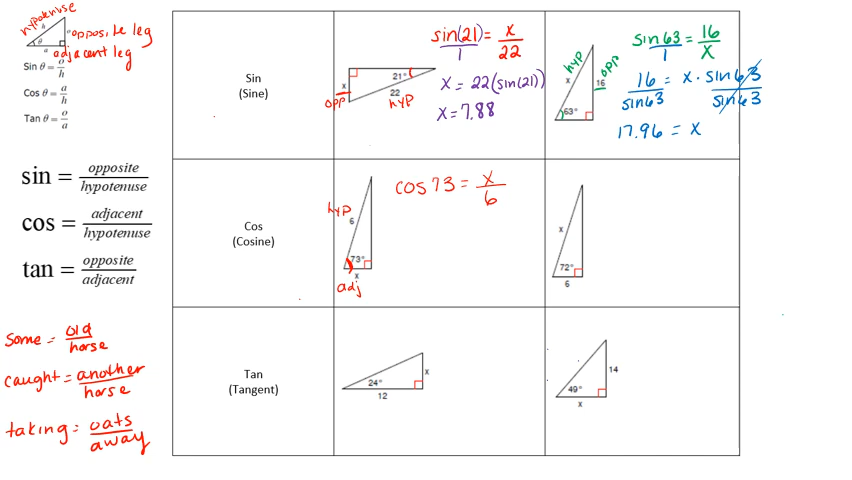 hypotenuse
h
o
opposite leg
θ
a
adjacent leg
Sin θ = o/h
Cos θ = a/h
Tan θ = o/a
sin = opposite/hypotenuse
cos = adjacent/hypotenuse
tan = opposite/adjacent
some = old/horse
caught = another/horse
taking = oats/away
Sin
(Sine)
x
opp
21°
22
hyp
sin(21)/1 = x/22
x = 22(sin(21))
x = 7.88
hyp
x
16
opp
63°
sin63/1 = 16/x
16/sin63 = x · sin63/sin63
17.96 = x
Cos
(Cosine)
hyp
6
73°
x
adj
cos 73 = x/6
x
72°
6
Tan
(Tangent)
24°
x
12
14
49°
x